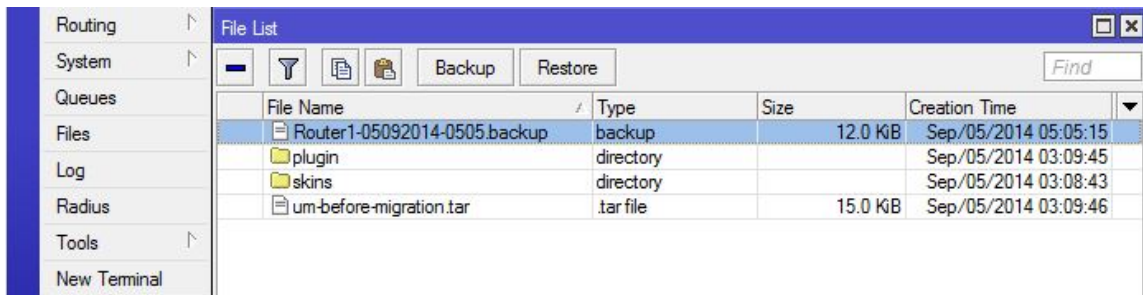 Routing
System
Queues
Files
Log
Radius
Tools
New Terminal
File List
Backup Restore Find
File Name Type Size Creation Time
Router1-05092014-0505.backup backup 12.0 KiB Sep/05/2014 05:05:15
plugin directory Sep/05/2014 03:09:45
skins directory Sep/05/2014 03:08:43
um-before-migration.tar .tar file 15.0 KiB Sep/05/2014 03:09:46